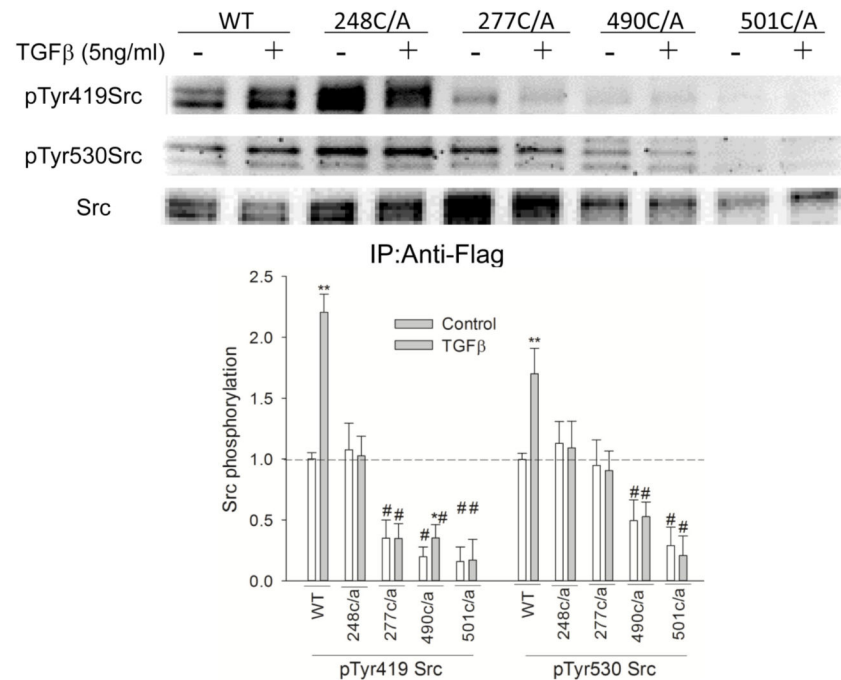 WT 248C/A 277C/A 490C/A 501C/A
TGFβ (5ng/ml) - + - + - + - + - +
pTyr419Src
pTyr530Src
Src
IP:Anti-Flag
Src phosphorylation
2.5
2.0
1.5
1.0
0.5
0.0
Control
TGFβ
**
# # # *# ##
**
## # #
WT 248c/a 277c/a 490c/a 501c/a WT 248c/a 277c/a 490c/a 501c/a
pTyr419 Src pTyr530 Src